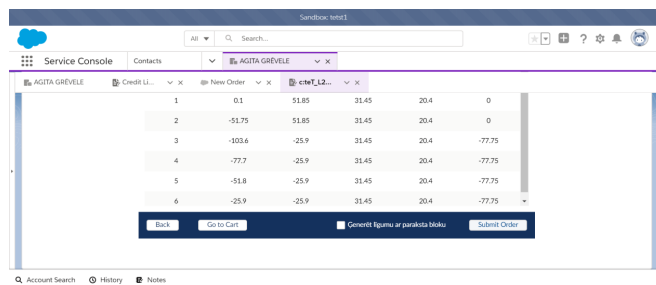 Sandbox: tetst1
All Search...
Service Console Contacts AGITA GRĒVELE
AGITA GRĒVELE Credit Li... New Order c:teT_L2...
1 0.1 51.85 31.45 20.4 0
2 -51.75 51.85 31.45 20.4 0
3 -103.6 -25.9 31.45 20.4 -77.75
4 -77.7 -25.9 31.45 20.4 -77.75
5 -51.8 -25.9 31.45 20.4 -77.75
6 -25.9 -25.9 31.45 20.4 -77.75
Back Go to Cart Ģenerēt līgumu ar paraksta bloku Submit Order
Account Search History Notes